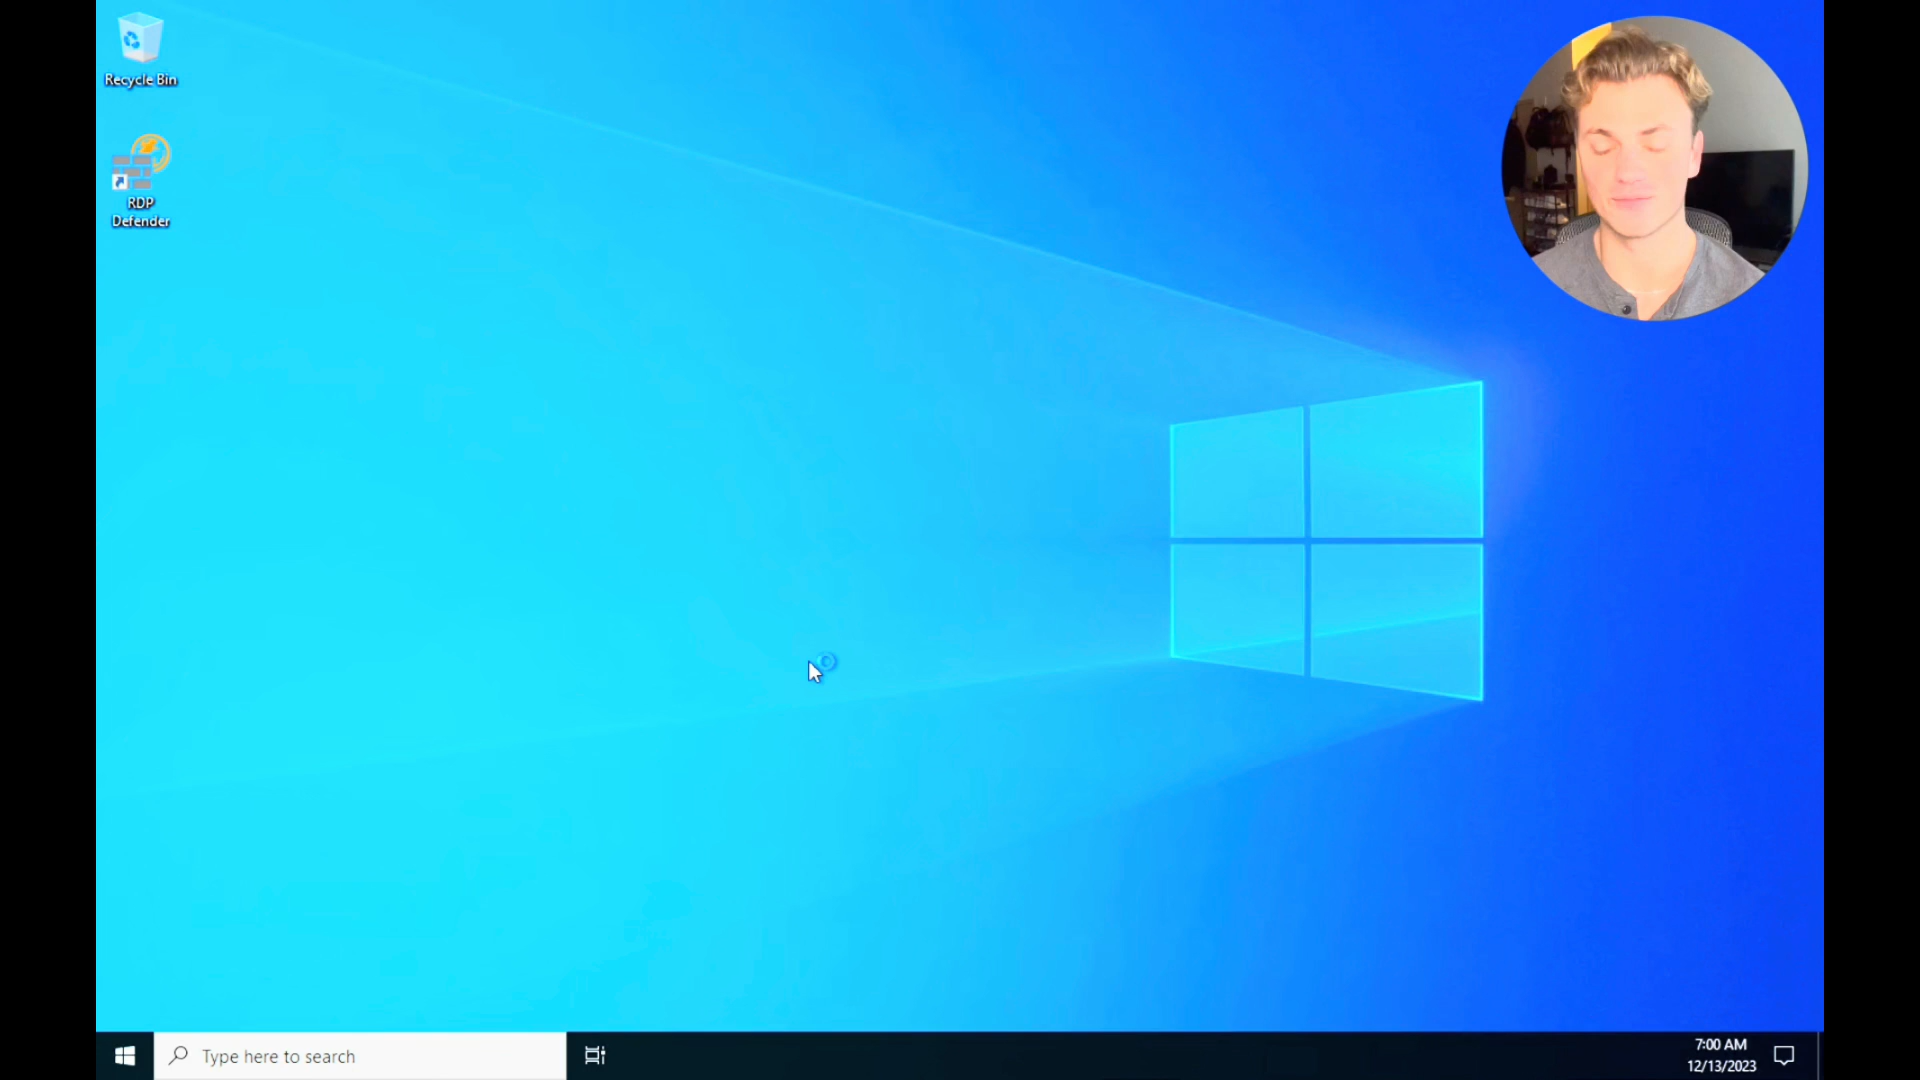 Recycle Bin
RDP
Defender
Type here to search
7:00 AM
12/13/2023